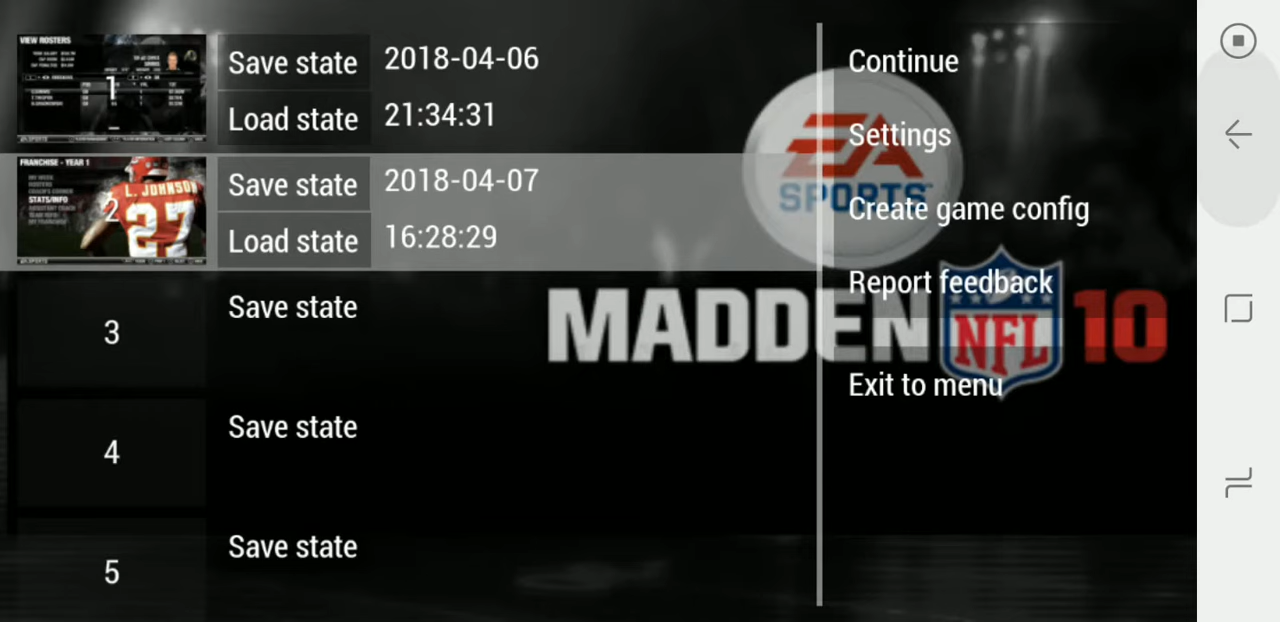 VIEW ROSTERS
1
Save state
2018-04-06
Load state
21:34:31
FRANCHISE - YEAR 1
STATS/INFO
L. JOHNSON
27
2
Save state
2018-04-07
Load state
16:28:29
3
Save state
4
Save state
5
Save state
Continue
Settings
Create game config
Report feedback
Exit to menu
EA
SPORTS
MADDEN
NFL
10